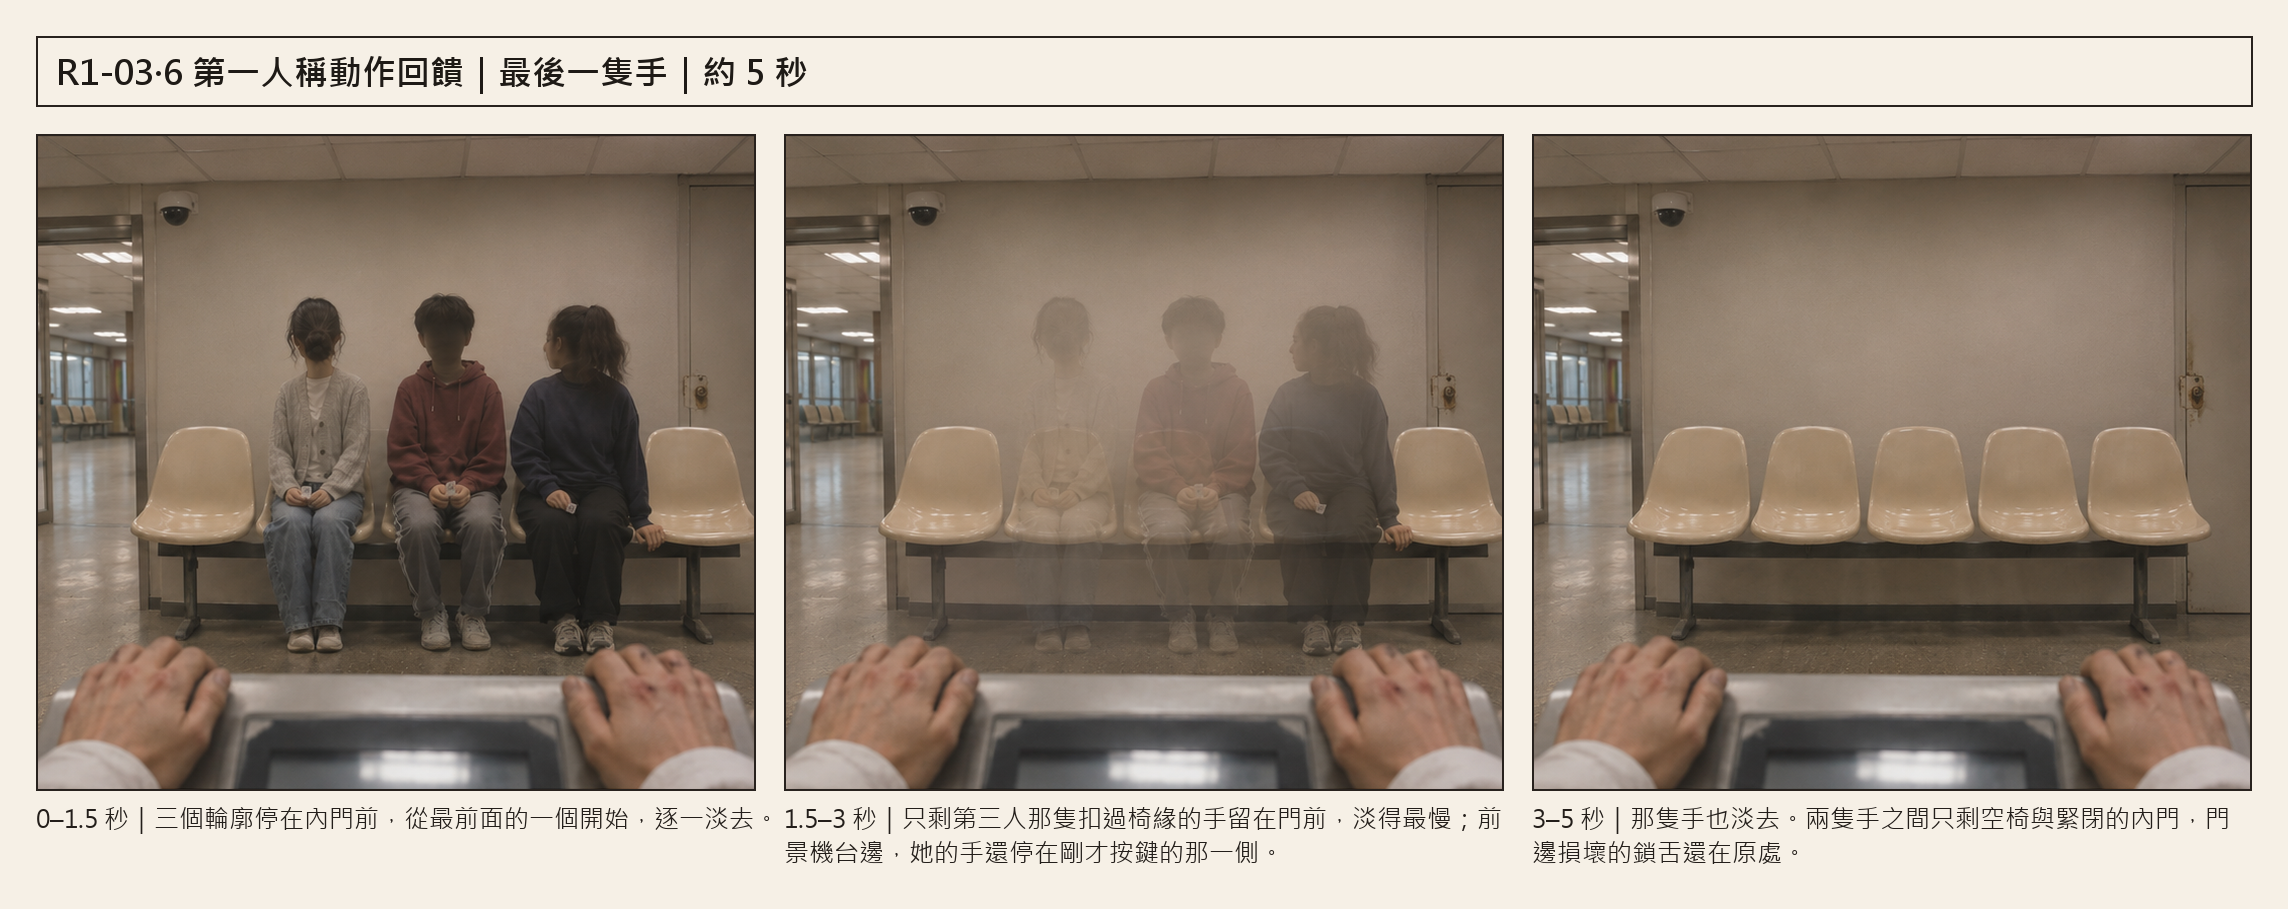 R1-03·6 第一人稱動作回饋｜最後一隻手｜約 5 秒
0–1.5 秒｜三個輪廓停在內門前，從最前面的一個開始，逐一淡去。
1.5–3 秒｜只剩第三人那隻扣過椅緣的手留在門前，淡得最慢；前
景機台邊，她的手還停在剛才按鍵的那一側。
3–5 秒｜那隻手也淡去。兩隻手之間只剩空椅與緊閉的內門，門
邊損壞的鎖舌還在原處。